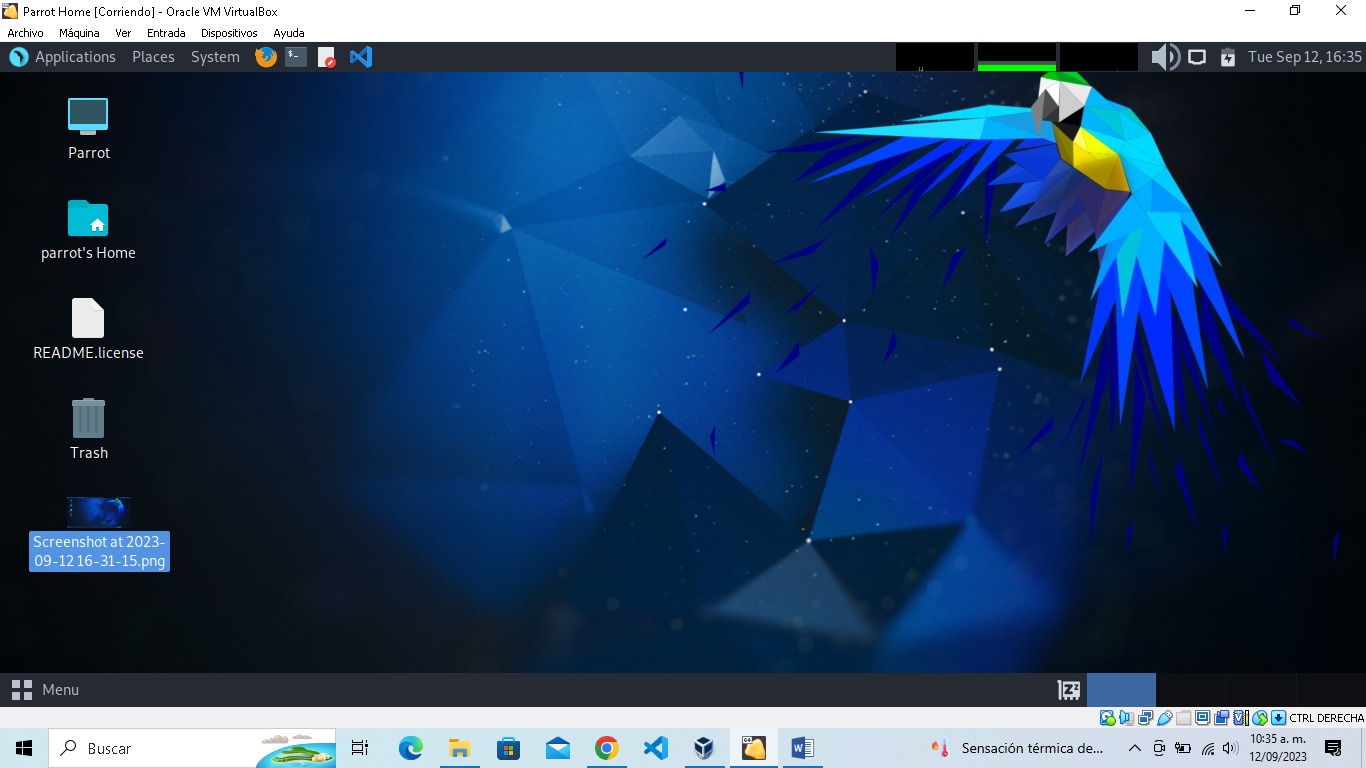 Parrot Home [Corriendo] - Oracle VM VirtualBox
Archivo Máquina Ver Entrada Dispositivos Ayuda
Applications Places System
Tue Sep 12, 16:35
Parrot
parrot's Home
README.license
Trash
Screenshot at 2023-
09-12 16-31-15.png
Menu
CTRL DERECHA
Buscar
Sensación térmica de...
10:35 a. m.
12/09/2023